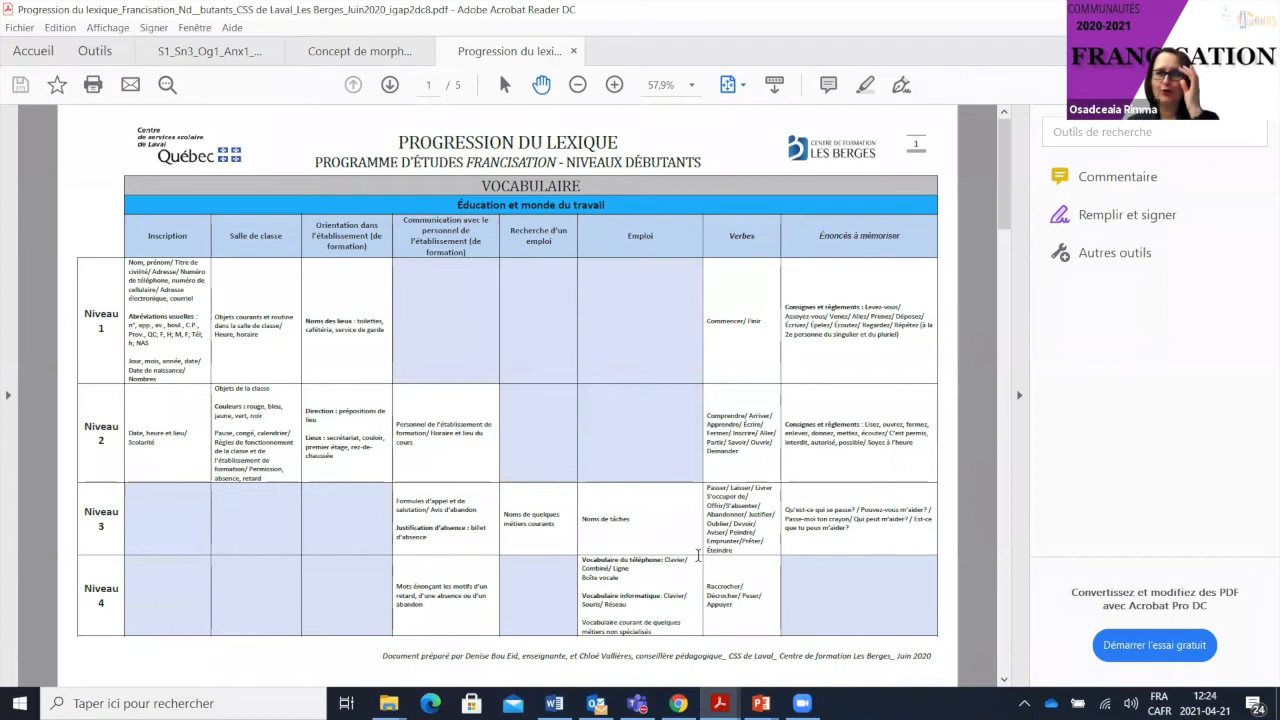 Progression du lexique_Francisation_Nd__butants_CSS de Laval_Les Berges_Juin2020_igap2dc8.pdf - Adobe Acrobat Reader DC
Fichier Edition Affichage Signer Fenêtre Aide
Accueil Outils S1_Sn3_Og1_Anx1_... Concept de morph... Progression du lexi... ×
1 / 5 57,9%
COMMUNAUTÉS
2020-2021
FRANCISATION
Osadceaia Rimma
Outils de recherche
Commentaire
Remplir et signer
Autres outils
Convertissez et modifiez des PDF
avec Acrobat Pro DC
Démarrer l'essai gratuit
Centre
de services scolaire
de Laval
Québec
PROGRESSION DU LEXIQUE
PROGRAMME D'ÉTUDES FRANCISATION - NIVEAUX DÉBUTANTS
CENTRE DE FORMATION
LES BERGES
1
VOCABULAIRE
Éducation et monde du travail
Inscription
Salle de classe
Orientation dans
l'établissement (de
formation)
Communication avec le
personnel de
l'établissement (de
formation)
Recherche d'un
emploi
Emploi
Verbes
Énoncés à mémoriser
Niveau
1
Nom, prénom/ Titre de
civilité/ Adresse/ Numéro
de téléphone, numéro de
cellulaire/ Adresse
électronique, courriel
Abréviations usuelles :
n°, app., av., boul., C.P.,
Prov., QC; F, H; M, F; Tél;
h; NAS
Jour, mois, année, date/
Date de naissance/
Nombres
Objets courants et routine
dans la salle de classe/
Heure, horaire
Noms des lieux : toilettes,
cafétéria, service de garde
Commencer/ Finir
Consignes et règlements : Levez-vous/
Assoyez-vous/ Venez/ Allez/ Prenez/ Déposez/
Écrivez/ Épelez/ Écoutez/ Regardez/ Répétez (à la
2e personne du singulier et du pluriel)
Niveau
2
Date, heure et lieu/
Scolarité
Objets de la classe
Couleurs : rouge, bleu,
jaune, vert, noir
Pause, congé, calendrier/
Règles de fonctionnement
de la classe et de
l'établissement de
formation/ Permission,
absence, retard
Direction : prépositions de
lieu
Lieux : secrétariat, couloir,
premier étage, rez-de-
chaussée
Personnel de l'établissement de
formation/ Horaire et lieu du
cours
Comprendre/ Arriver/
Apprendre/ Écrire/
Fermer/ Inscrire/ Aller/
Partir/ Savoir/ Ouvrir/
Demander
Consignes et règlements : Lisez, ouvrez, fermez,
enlevez, donnez, mettez, écoutez/ C'est permis,
interdit, autorisé, possible/ Soyez à l'heure
Niveau
3
Formules d'appel et de
salutation/ Avis d'abandon
Justification d'absence : billet
d'absence
Noms de quelques
métiers courants
Noms de tâches
Passer/ Laisser/ Livrer
S'occuper de/
Offrir/S'absenter/
Abandonner/ Justifier/
Oublier/ Devoir/
Aviser/ Peindre/
Emprunter/Prêter/
Éteindre
Qu'est-ce qui se passe? / Pouvez-vous m'aider? /
Passe-moi ton crayon/ Qui peut m'aider? / Est-ce
que tu peux m'aider?
Niveau
4
Mots énonçant les motifs d'un
retard, d'une absence ou d'un
abandon
Vocabulaire du téléphone: Clavier/
Combiné/ Ligne
Boîte vocale
Vocabulaire informatique: Clavier/
Souris/ Réseau
Vocabulaire courant de quelques
métiers non spécialisés
Raccrocher/
Décrocher/ Peser/
Appuyer
Document préparé par Denise Bou Eid, enseignante, et Chloé Vallières, conseillère pédagogique_ CSS de Laval_ Centre de formation Les Berges_ Juin 2020
Taper ici pour rechercher
FRA
CAFR
12:24
2021-04-21
24